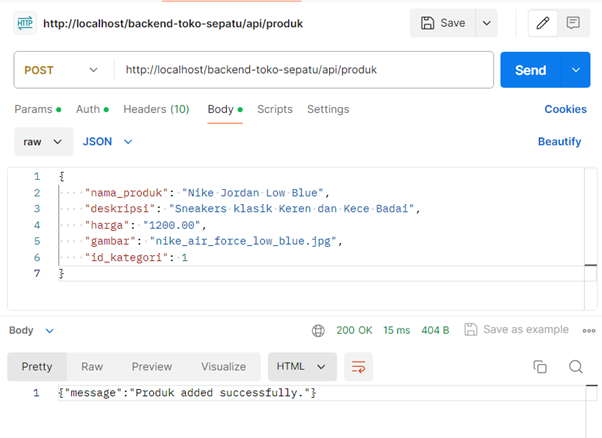 HTTP http://localhost/backend-toko-sepatu/api/produk Save
POST http://localhost/backend-toko-sepatu/api/produk Send
Params Auth Headers (10) Body Scripts Settings Cookies
raw JSON Beautify
1 {
2 "nama_produk": "Nike Jordan Low Blue",
3 "deskripsi": "Sneakers klasik Keren dan Kece Badai",
4 "harga": "1200.00",
5 "gambar": "nike_air_force_low_blue.jpg",
6 "id_kategori": 1
7 }
Body 200 OK 15 ms 404 B Save as example
Pretty Raw Preview Visualize HTML
1 {"message":"Produk added successfully."}